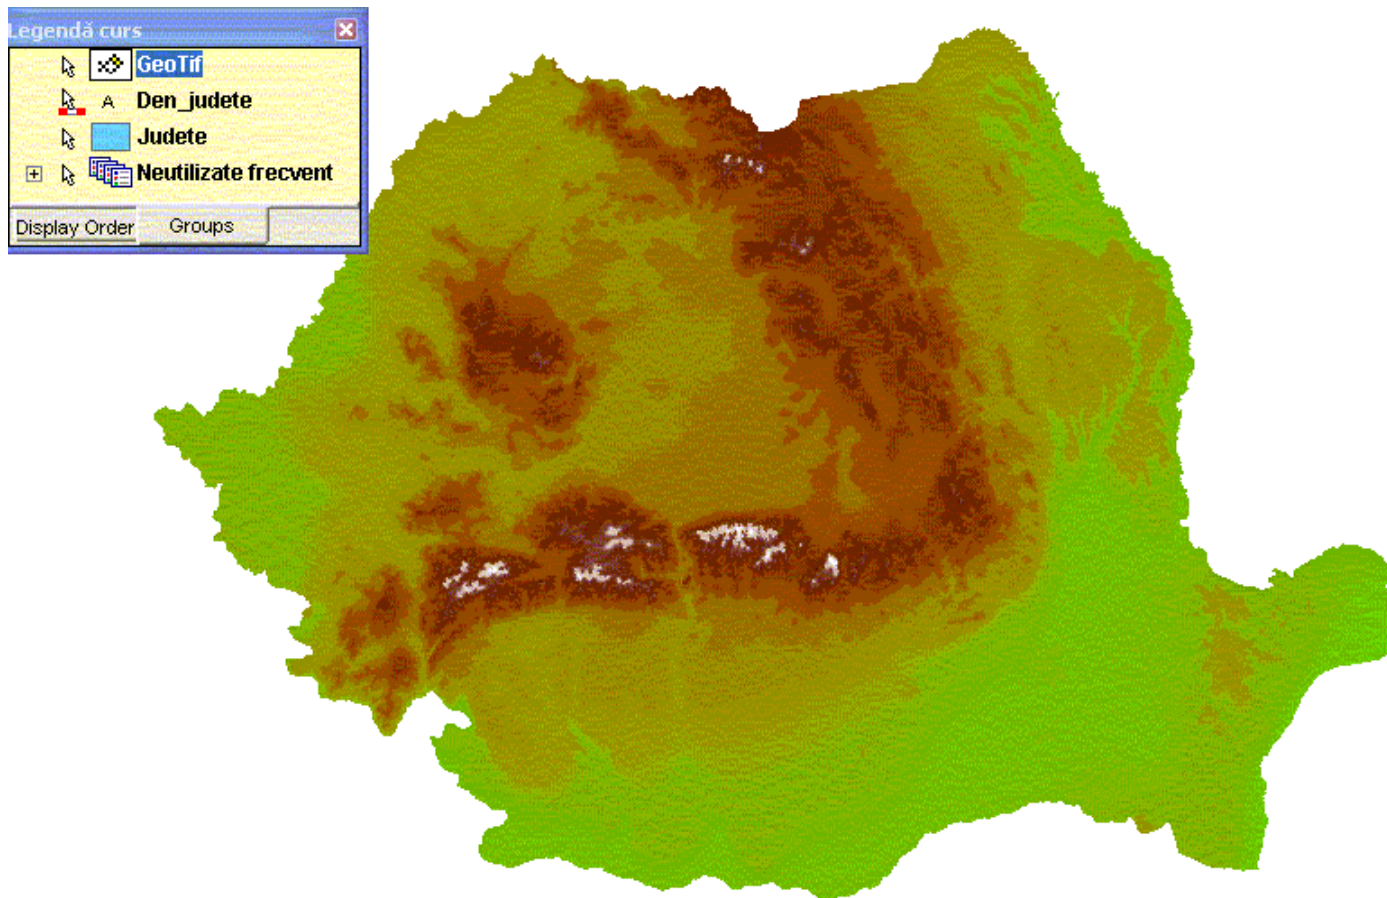 Legendă curs
GeoTif
A Den_judete
Judete
Neutilizate frecvent
Display Order Groups